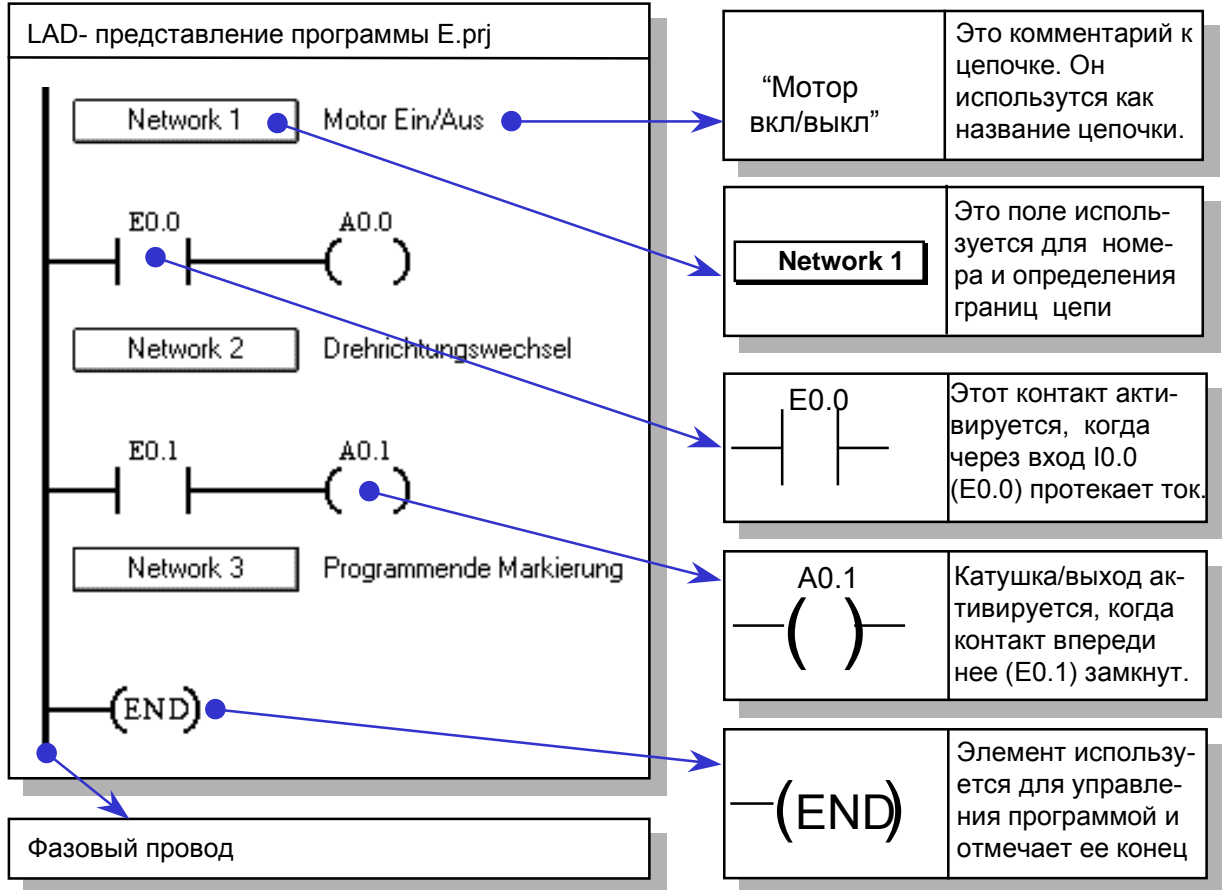 LAD- представление программы E.prj
Network 1
Motor Ein/Aus
E0.0
A0.0
Network 2
Drehrichtungswechsel
E0.1
A0.1
Network 3
Programmende Markierung
(END)
Фазовый провод
“Мотор
вкл/выкл”
Это комментарий к
цепочке. Он
использутся как
название цепочки.
Network 1
Это поле исполь-
зуется для номе-
ра и определения
границ цепи
E0.0
Этот контакт акти-
вируется, когда
через вход I0.0
(E0.0) протекает ток.
A0.1
Катушка/выход ак-
тивируется, когда
контакт впереди
нее (E0.1) замкнут.
(END)
Элемент использу-
ется для управле-
ния программой и
отмечает ее конец